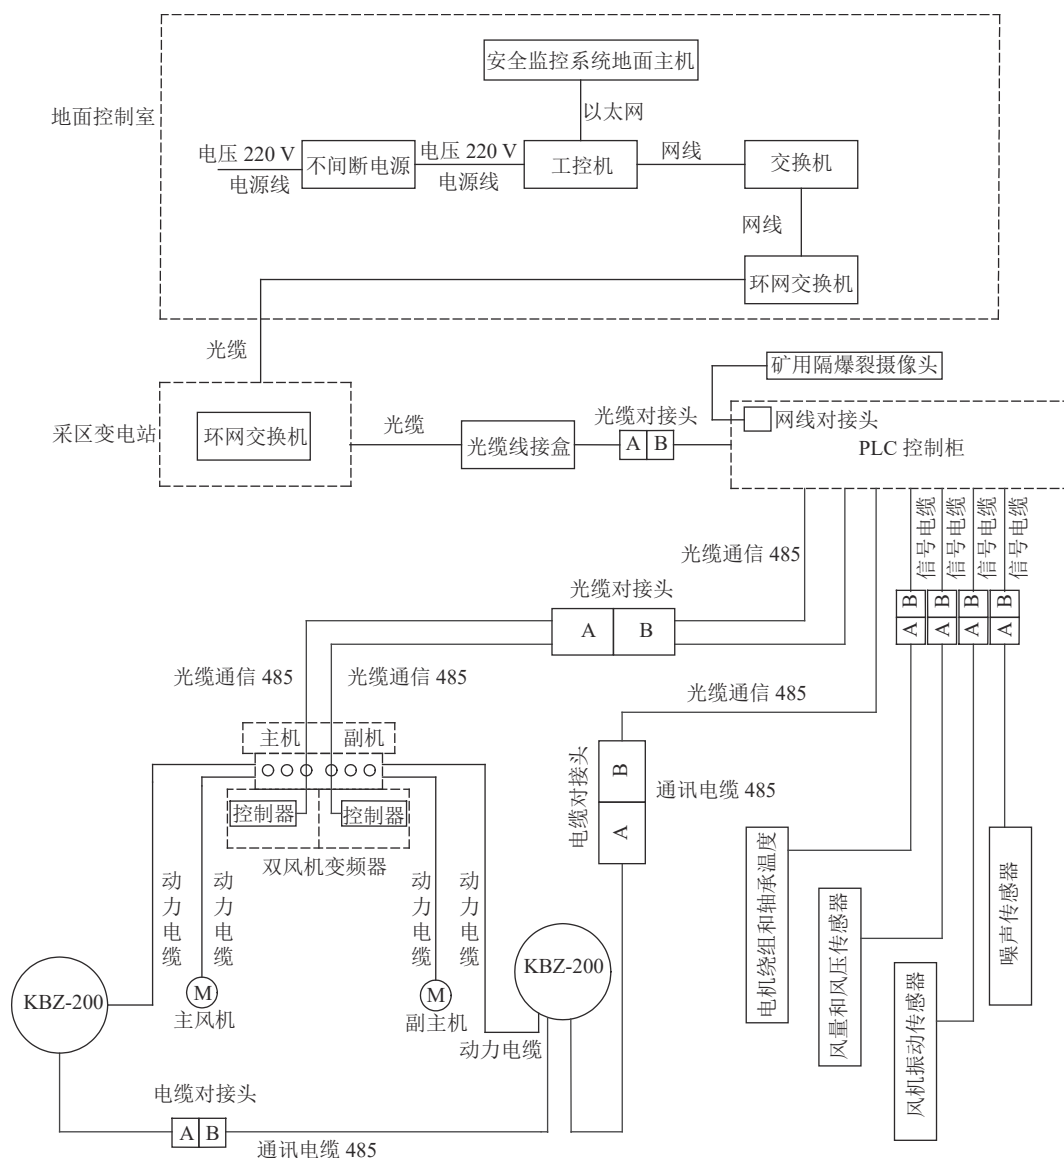 安全监控系统地面主机
地面控制室
以太网
电压 220 V
电源线
不间断电源
电压 220 V
电源线
工控机
网线
交换机
网线
环网交换机
光缆
矿用隔爆裂摄像头
采区变电站
环网交换机
光缆
光缆线接盒
光缆对接头
A B
网线对接头
PLC 控制柜
光缆通信 485
信号电缆
信号电缆
信号电缆
信号电缆
光缆对接头
A B
B
A
B
A
B
A
B
A
光缆通信 485
光缆通信 485
光缆通信 485
主机
副机
控制器
控制器
双风机变频器
电缆对接头
B
A
通讯电缆 485
动力电缆
动力电缆
动力电缆
动力电缆
电机绕组和轴承温度
风量和风压传感器
风机振动传感器
噪声传感器
KBZ-200
M
主风机
M
副主机
KBZ-200
动力电缆
电缆对接头
A B
通讯电缆 485